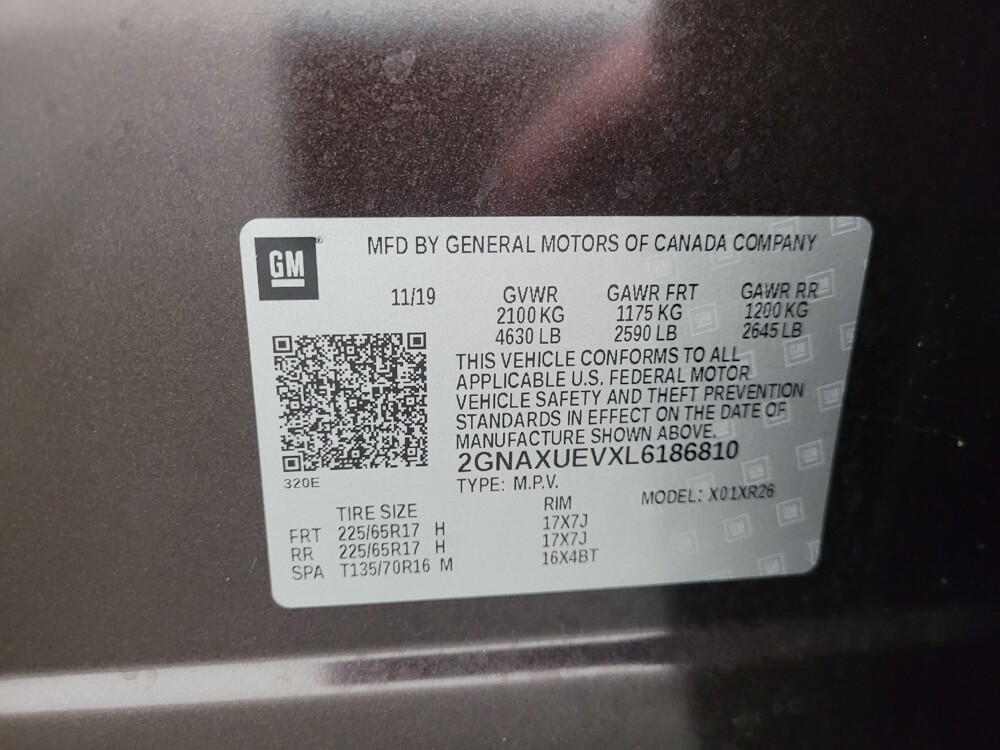 GM
MFD BY GENERAL MOTORS OF CANADA COMPANY
11/19 GVWR GAWR FRT GAWR RR
2100 KG 1175 KG 1200 KG
4630 LB 2590 LB 2645 LB
THIS VEHICLE CONFORMS TO ALL
APPLICABLE U.S. FEDERAL MOTOR
VEHICLE SAFETY AND THEFT PREVENTION
STANDARDS IN EFFECT ON THE DATE OF
MANUFACTURE SHOWN ABOVE.
2GNAXUEVXL6186810
320E
TYPE: M.P.V. MODEL: X01XR26
TIRE SIZE RIM
FRT 225/65R17 H 17X7J
RR 225/65R17 H 17X7J
SPA T135/70R16 M 16X4BT